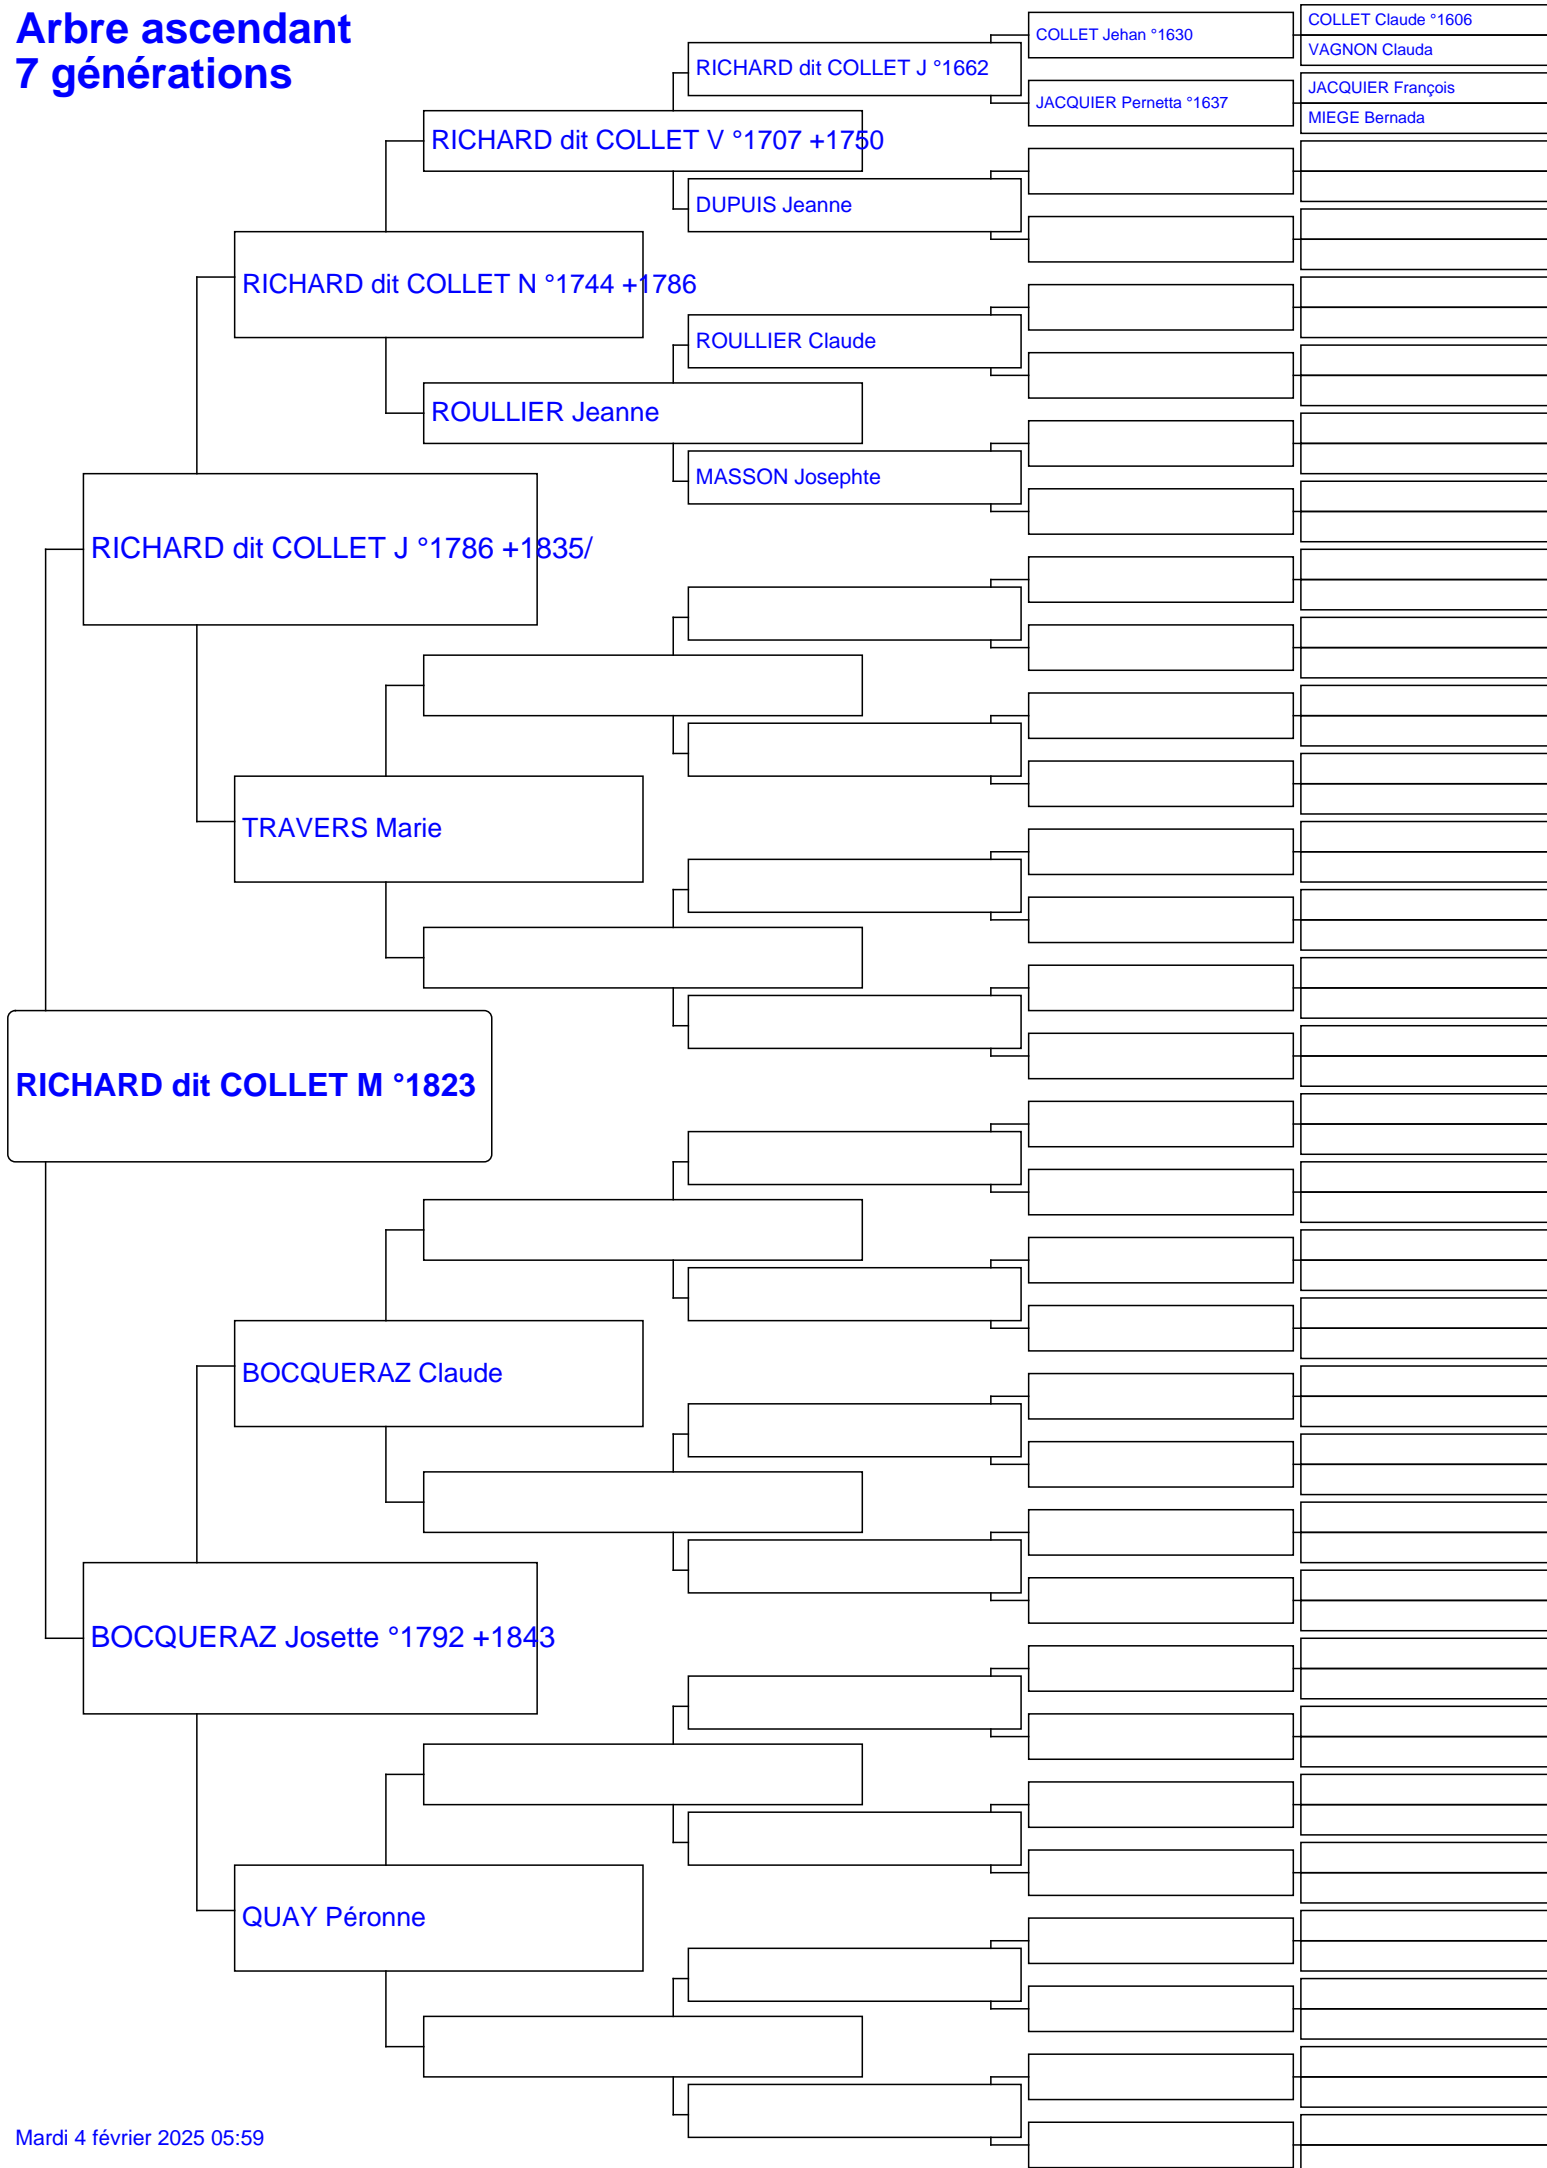 Arbre ascendant
7 générations
COLLET Claude °1606
COLLET Jehan °1630
VAGNON Clauda
RICHARD dit COLLET J °1662
JACQUIER François
JACQUIER Pernetta °1637
MIEGE Bernada
RICHARD dit COLLET V °1707 +1750
DUPUIS Jeanne
RICHARD dit COLLET N °1744 +1786
ROULLIER Claude
ROULLIER Jeanne
MASSON Josephte
RICHARD dit COLLET J °1786 +1835/
TRAVERS Marie
RICHARD dit COLLET M °1823
BOCQUERAZ Claude
BOCQUERAZ Josette °1792 +1843
QUAY Péronne
Mardi 4 février 2025 05:59